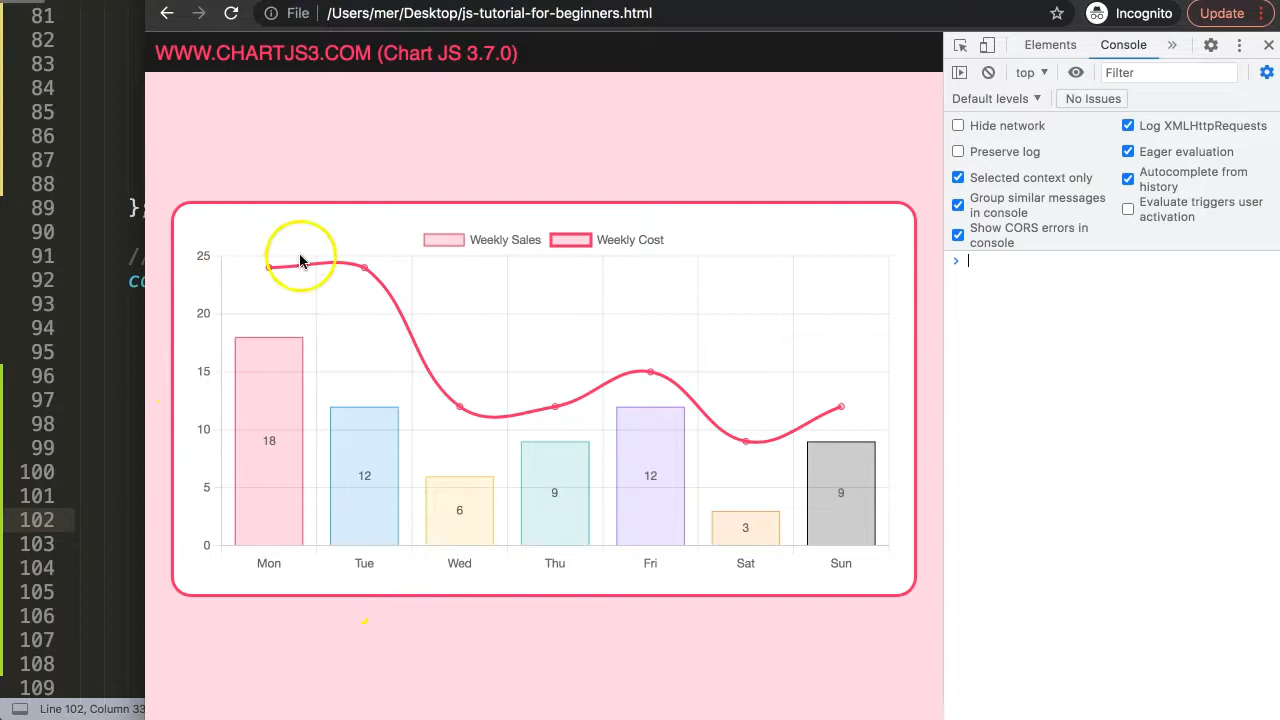 81
82
83
84
85
86
87
88
89
};
90
91
//
92
co
93
94
95
96
97
98
99
100
101
102
103
104
105
106
107
108
109
Line 102, Column 33
File
/Users/mer/Desktop/js-tutorial-for-beginners.html
Incognito
Update
WWW.CHARTJS3.COM (Chart JS 3.7.0)
Weekly Sales
Weekly Cost
25
20
15
10
5
0
18
12
6
9
12
3
9
Mon
Tue
Wed
Thu
Fri
Sat
Sun
Elements
Console
»
top ▼
Filter
Default levels ▼
No Issues
Hide network
Log XMLHttpRequests
Preserve log
Eager evaluation
Selected context only
Autocomplete from
history
Group similar messages
in console
Evaluate triggers user
activation
Show CORS errors in
console
>